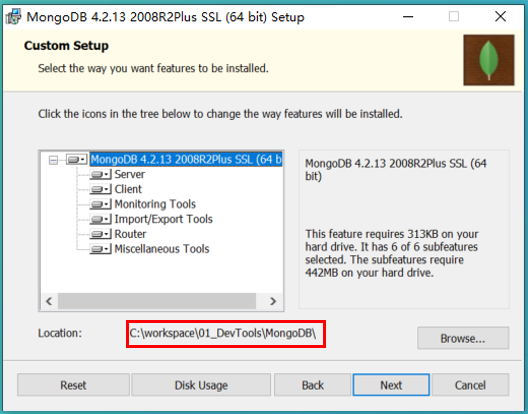 MongoDB 4.2.13 2008R2Plus SSL (64 bit) Setup
Custom Setup
Select the way you want features to be installed.
Click the icons in the tree below to change the way features will be installed.
MongoDB 4.2.13 2008R2Plus SSL (64 b
Server
Client
Monitoring Tools
Import/Export Tools
Router
Miscellaneous Tools
MongoDB 4.2.13 2008R2Plus SSL (64
bit)
This feature requires 313KB on your
hard drive. It has 6 of 6 subfeatures
selected. The subfeatures require
442MB on your hard drive.
Location:
C:\workspace\01_DevTools\MongoDB\
Browse...
Reset
Disk Usage
Back
Next
Cancel